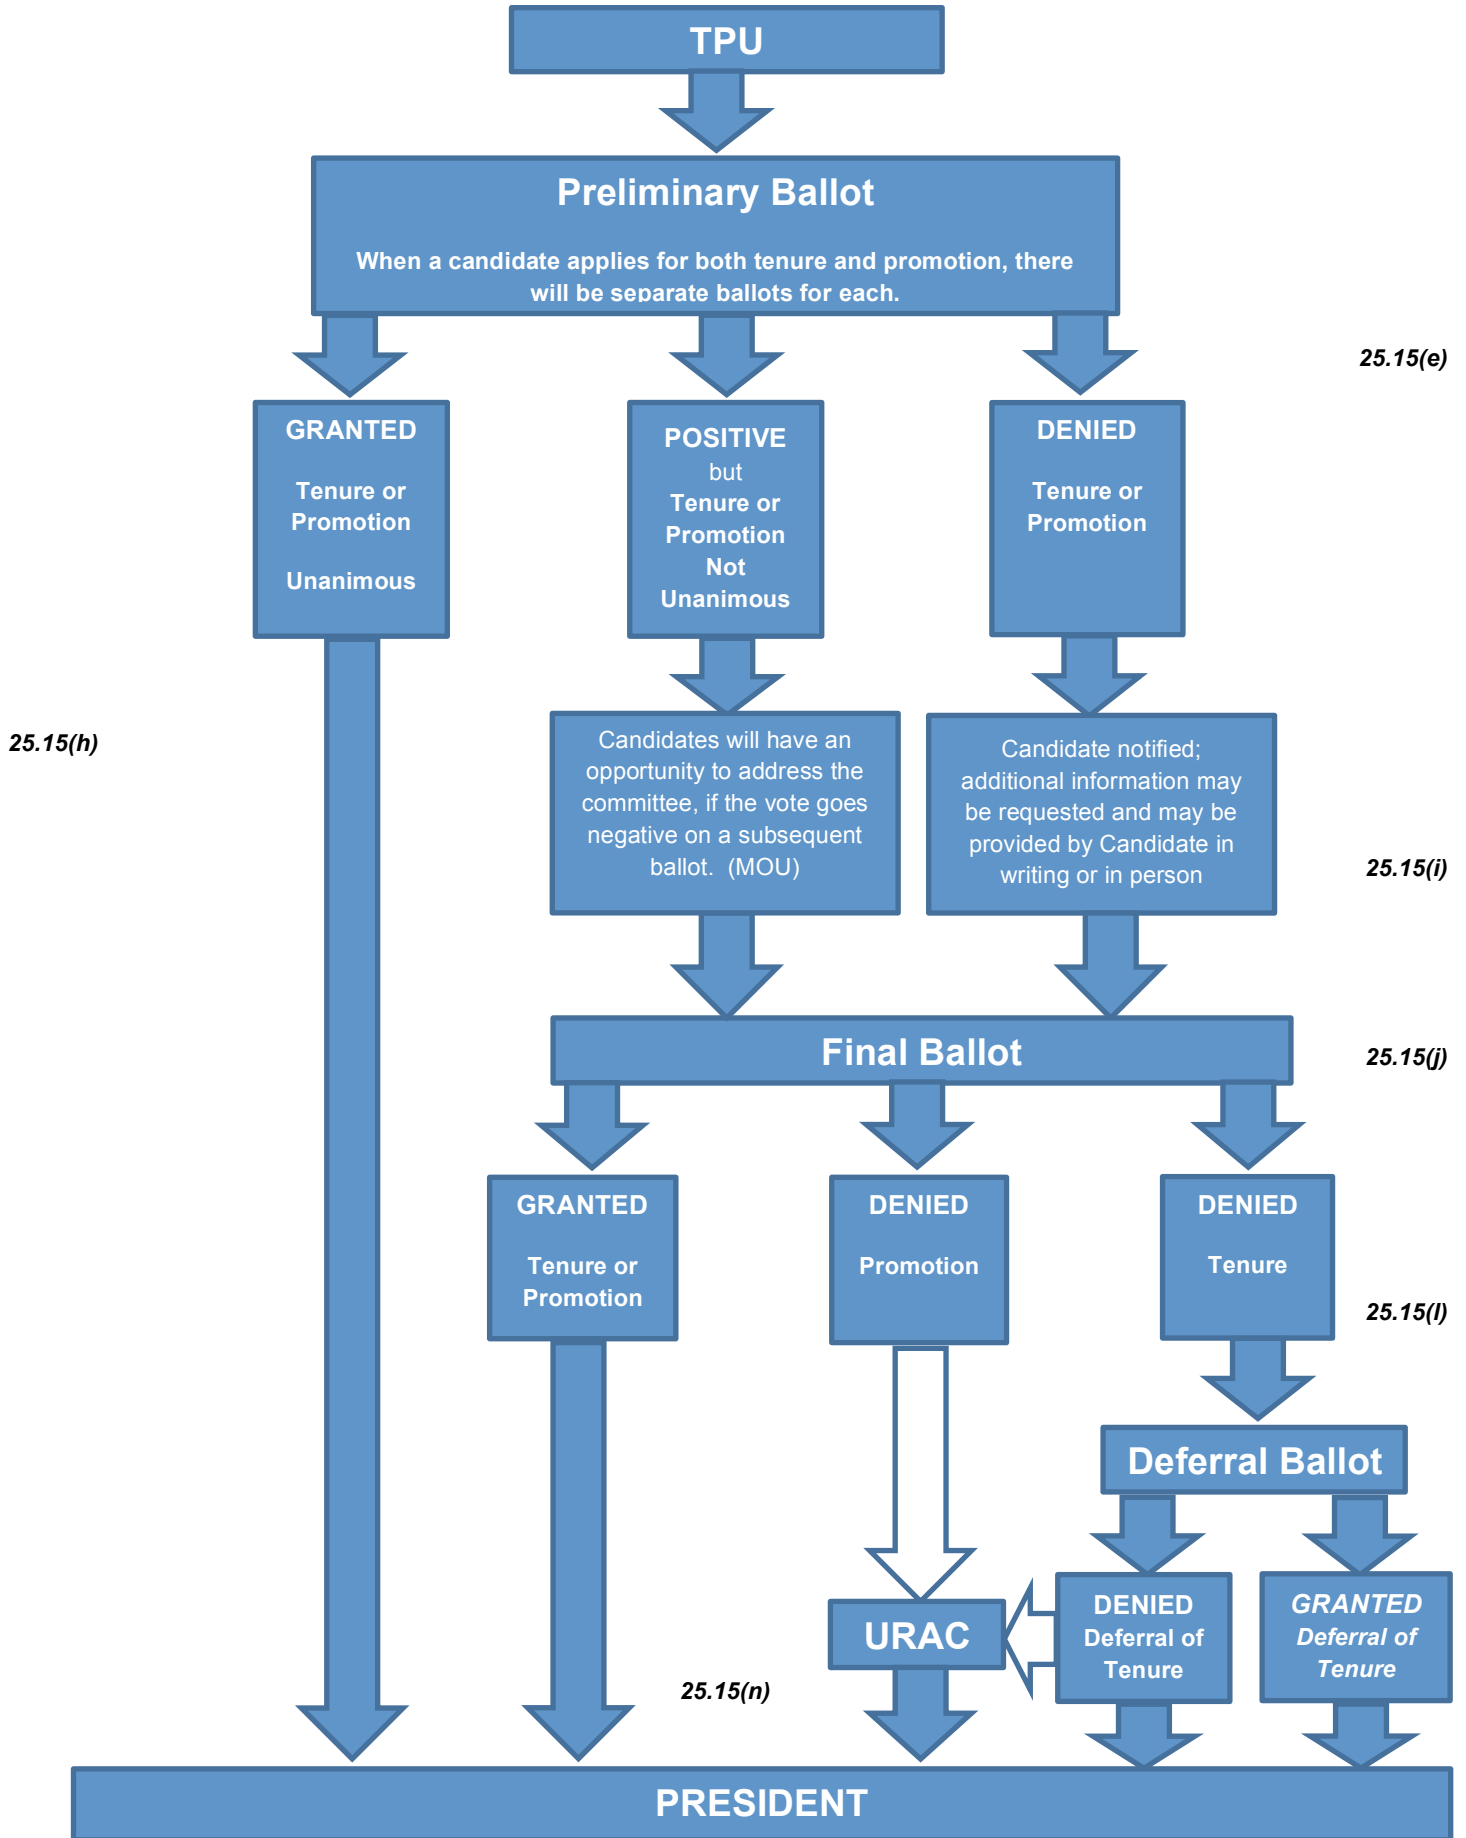 TPU
Preliminary Ballot
When a candidate applies for both tenure and promotion, there
will be separate ballots for each.
25.15(e)
GRANTED
Tenure or
Promotion
Unanimous
POSITIVE
but
Tenure or
Promotion
Not
Unanimous
DENIED
Tenure or
Promotion
25.15(h)
Candidates will have an
opportunity to address the
committee, if the vote goes
negative on a subsequent
ballot.  (MOU)
Candidate notified;
additional information may
be requested and may be
provided by Candidate in
writing or in person
25.15(i)
Final Ballot
25.15(j)
GRANTED
Tenure or
Promotion
DENIED
Promotion
DENIED
Tenure
25.15(l)
Deferral Ballot
URAC
DENIED
Deferral of
Tenure
GRANTED
Deferral of
Tenure
25.15(n)
PRESIDENT